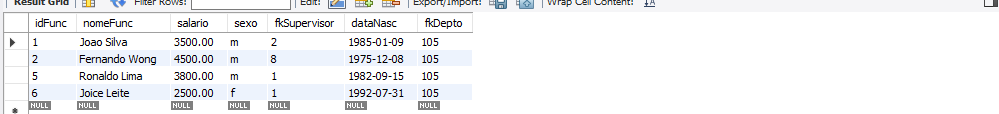 Result Grid Filter Rows: Edit: Export/Import: Wrap Cell Content:
idFunc nomeFunc salario sexo fkSupervisor dataNasc fkDepto
1 Joao Silva 3500.00 m 2 1985-01-09 105
2 Fernando Wong 4500.00 m 8 1975-12-08 105
5 Ronaldo Lima 3800.00 m 1 1982-09-15 105
6 Joice Leite 2500.00 f 1 1992-07-31 105
NULL NULL NULL NULL NULL NULL NULL